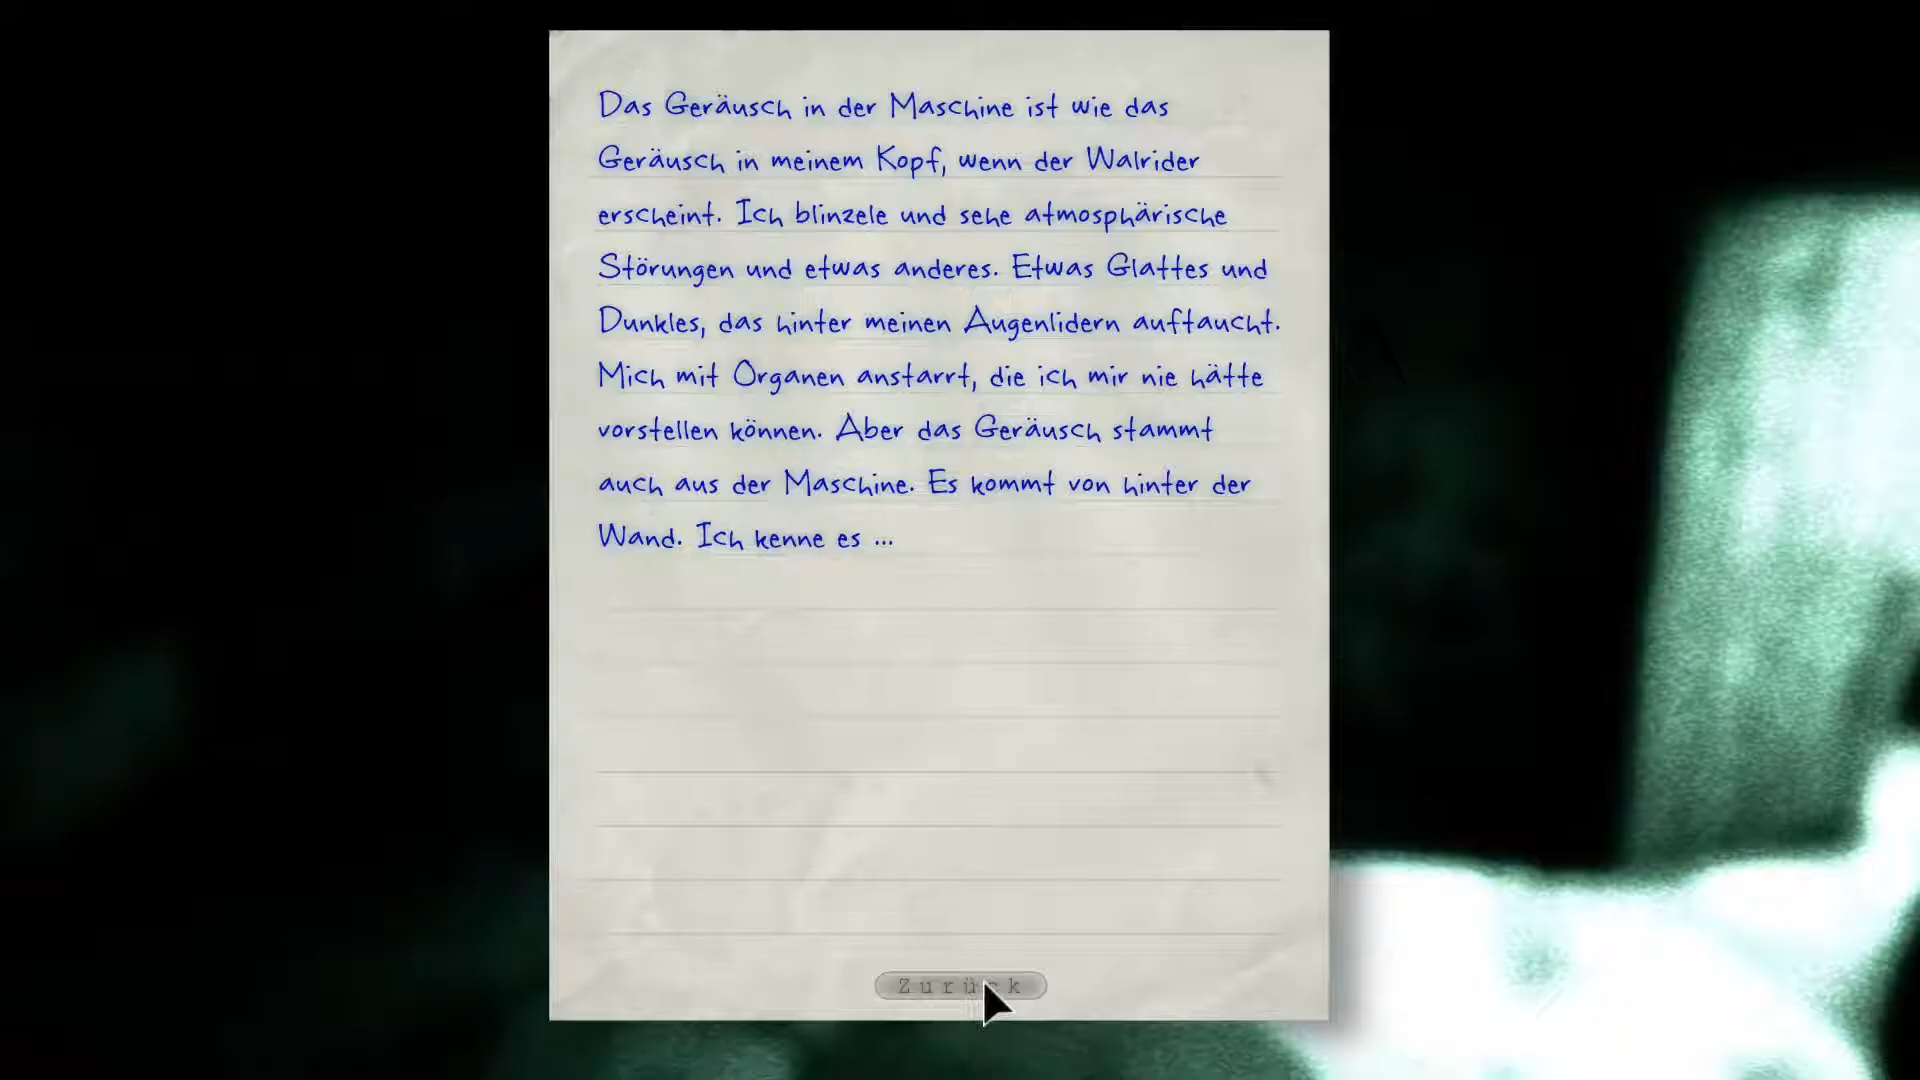 Das Geräusch in der Maschine ist wie das
Geräusch in meinem Kopf, wenn der Walrider
erscheint. Ich blinzele und sehe atmosphärische
Störungen und etwas anderes. Etwas Glattes und
Dunkles, das hinter meinen Augenlidern auftaucht.
Mich mit Organen anstarrt, die ich mir nie hätte
vorstellen können. Aber das Geräusch stammt
auch aus der Maschine. Es kommt von hinter der
Wand. Ich kenne es ...
Zurück